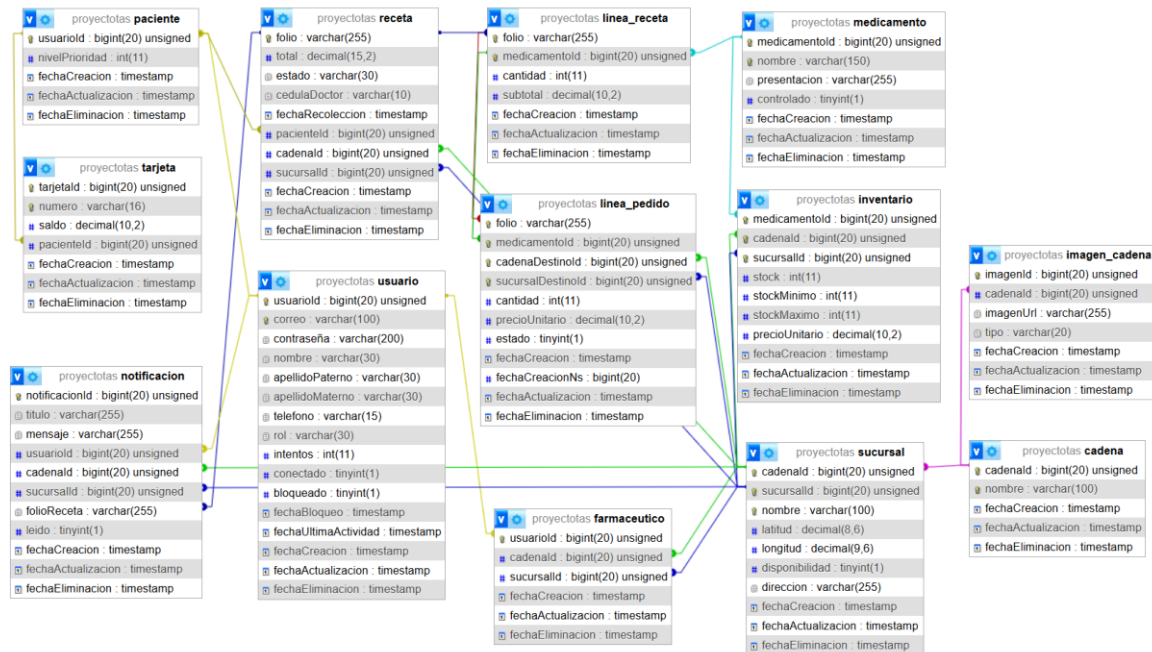 proyectotas paciente
usuarioId : bigint(20) unsigned
nivelPrioridad : int(11)
fechaCreacion : timestamp
fechaActualizacion : timestamp
fechaEliminacion : timestamp
proyectotas receta
folio : varchar(255)
total : decimal(15,2)
estado : varchar(30)
cedulaDoctor : varchar(10)
fechaRecoleccion : timestamp
pacienteId : bigint(20) unsigned
cadenaId : bigint(20) unsigned
sucursalId : bigint(20) unsigned
fechaCreacion : timestamp
fechaActualizacion : timestamp
fechaEliminacion : timestamp
proyectotas linea_receta
folio : varchar(255)
medicamentoId : bigint(20) unsigned
cantidad : int(11)
subtotal : decimal(10,2)
fechaCreacion : timestamp
fechaActualizacion : timestamp
fechaEliminacion : timestamp
proyectotas medicamento
medicamentoId : bigint(20) unsigned
nombre : varchar(150)
presentacion : varchar(255)
controlado : tinyint(1)
fechaCreacion : timestamp
fechaActualizacion : timestamp
fechaEliminacion : timestamp
proyectotas tarjeta
tarjetaId : bigint(20) unsigned
numero : varchar(16)
saldo : decimal(10,2)
pacienteId : bigint(20) unsigned
fechaCreacion : timestamp
fechaActualizacion : timestamp
fechaEliminacion : timestamp
proyectotas linea_pedido
folio : varchar(255)
medicamentoId : bigint(20) unsigned
cadenaDestinoId : bigint(20) unsigned
sucursalDestinoId : bigint(20) unsigned
cantidad : int(11)
precioUnitario : decimal(10,2)
estado : tinyint(1)
fechaCreacion : timestamp
fechaCreacionNs : bigint(20)
fechaActualizacion : timestamp
fechaEliminacion : timestamp
proyectotas inventario
medicamentoId : bigint(20) unsigned
cadenaId : bigint(20) unsigned
sucursalId : bigint(20) unsigned
stock : int(11)
stockMinimo : int(11)
stockMaximo : int(11)
precioUnitario : decimal(10,2)
fechaCreacion : timestamp
fechaActualizacion : timestamp
fechaEliminacion : timestamp
proyectotas imagen_cadena
imagenId : bigint(20) unsigned
cadenaId : bigint(20) unsigned
imagenUrl : varchar(255)
tipo : varchar(20)
fechaCreacion : timestamp
fechaActualizacion : timestamp
fechaEliminacion : timestamp
proyectotas usuario
usuarioId : bigint(20) unsigned
correo : varchar(100)
contraseña : varchar(200)
nombre : varchar(30)
apellidoPaterno : varchar(30)
apellidoMaterno : varchar(30)
telefono : varchar(15)
rol : varchar(30)
intentos : int(11)
conectado : tinyint(1)
bloqueado : tinyint(1)
fechaBloqueo : timestamp
fechaUltimaActividad : timestamp
fechaCreacion : timestamp
fechaActualizacion : timestamp
fechaEliminacion : timestamp
proyectotas notificacion
notificacionId : bigint(20) unsigned
titulo : varchar(255)
mensaje : varchar(255)
usuarioId : bigint(20) unsigned
cadenaId : bigint(20) unsigned
sucursalId : bigint(20) unsigned
folioReceta : varchar(255)
leido : tinyint(1)
fechaCreacion : timestamp
fechaActualizacion : timestamp
fechaEliminacion : timestamp
proyectotas farmaceutico
usuarioId : bigint(20) unsigned
cadenaId : bigint(20) unsigned
sucursalId : bigint(20) unsigned
fechaCreacion : timestamp
fechaActualizacion : timestamp
fechaEliminacion : timestamp
proyectotas sucursal
cadenaId : bigint(20) unsigned
sucursalId : bigint(20) unsigned
nombre : varchar(100)
latitud : decimal(8,6)
longitud : decimal(9,6)
disponibilidad : tinyint(1)
direccion : varchar(255)
fechaCreacion : timestamp
fechaActualizacion : timestamp
fechaEliminacion : timestamp
proyectotas cadena
cadenaId : bigint(20) unsigned
nombre : varchar(100)
fechaCreacion : timestamp
fechaActualizacion : timestamp
fechaEliminacion : timestamp